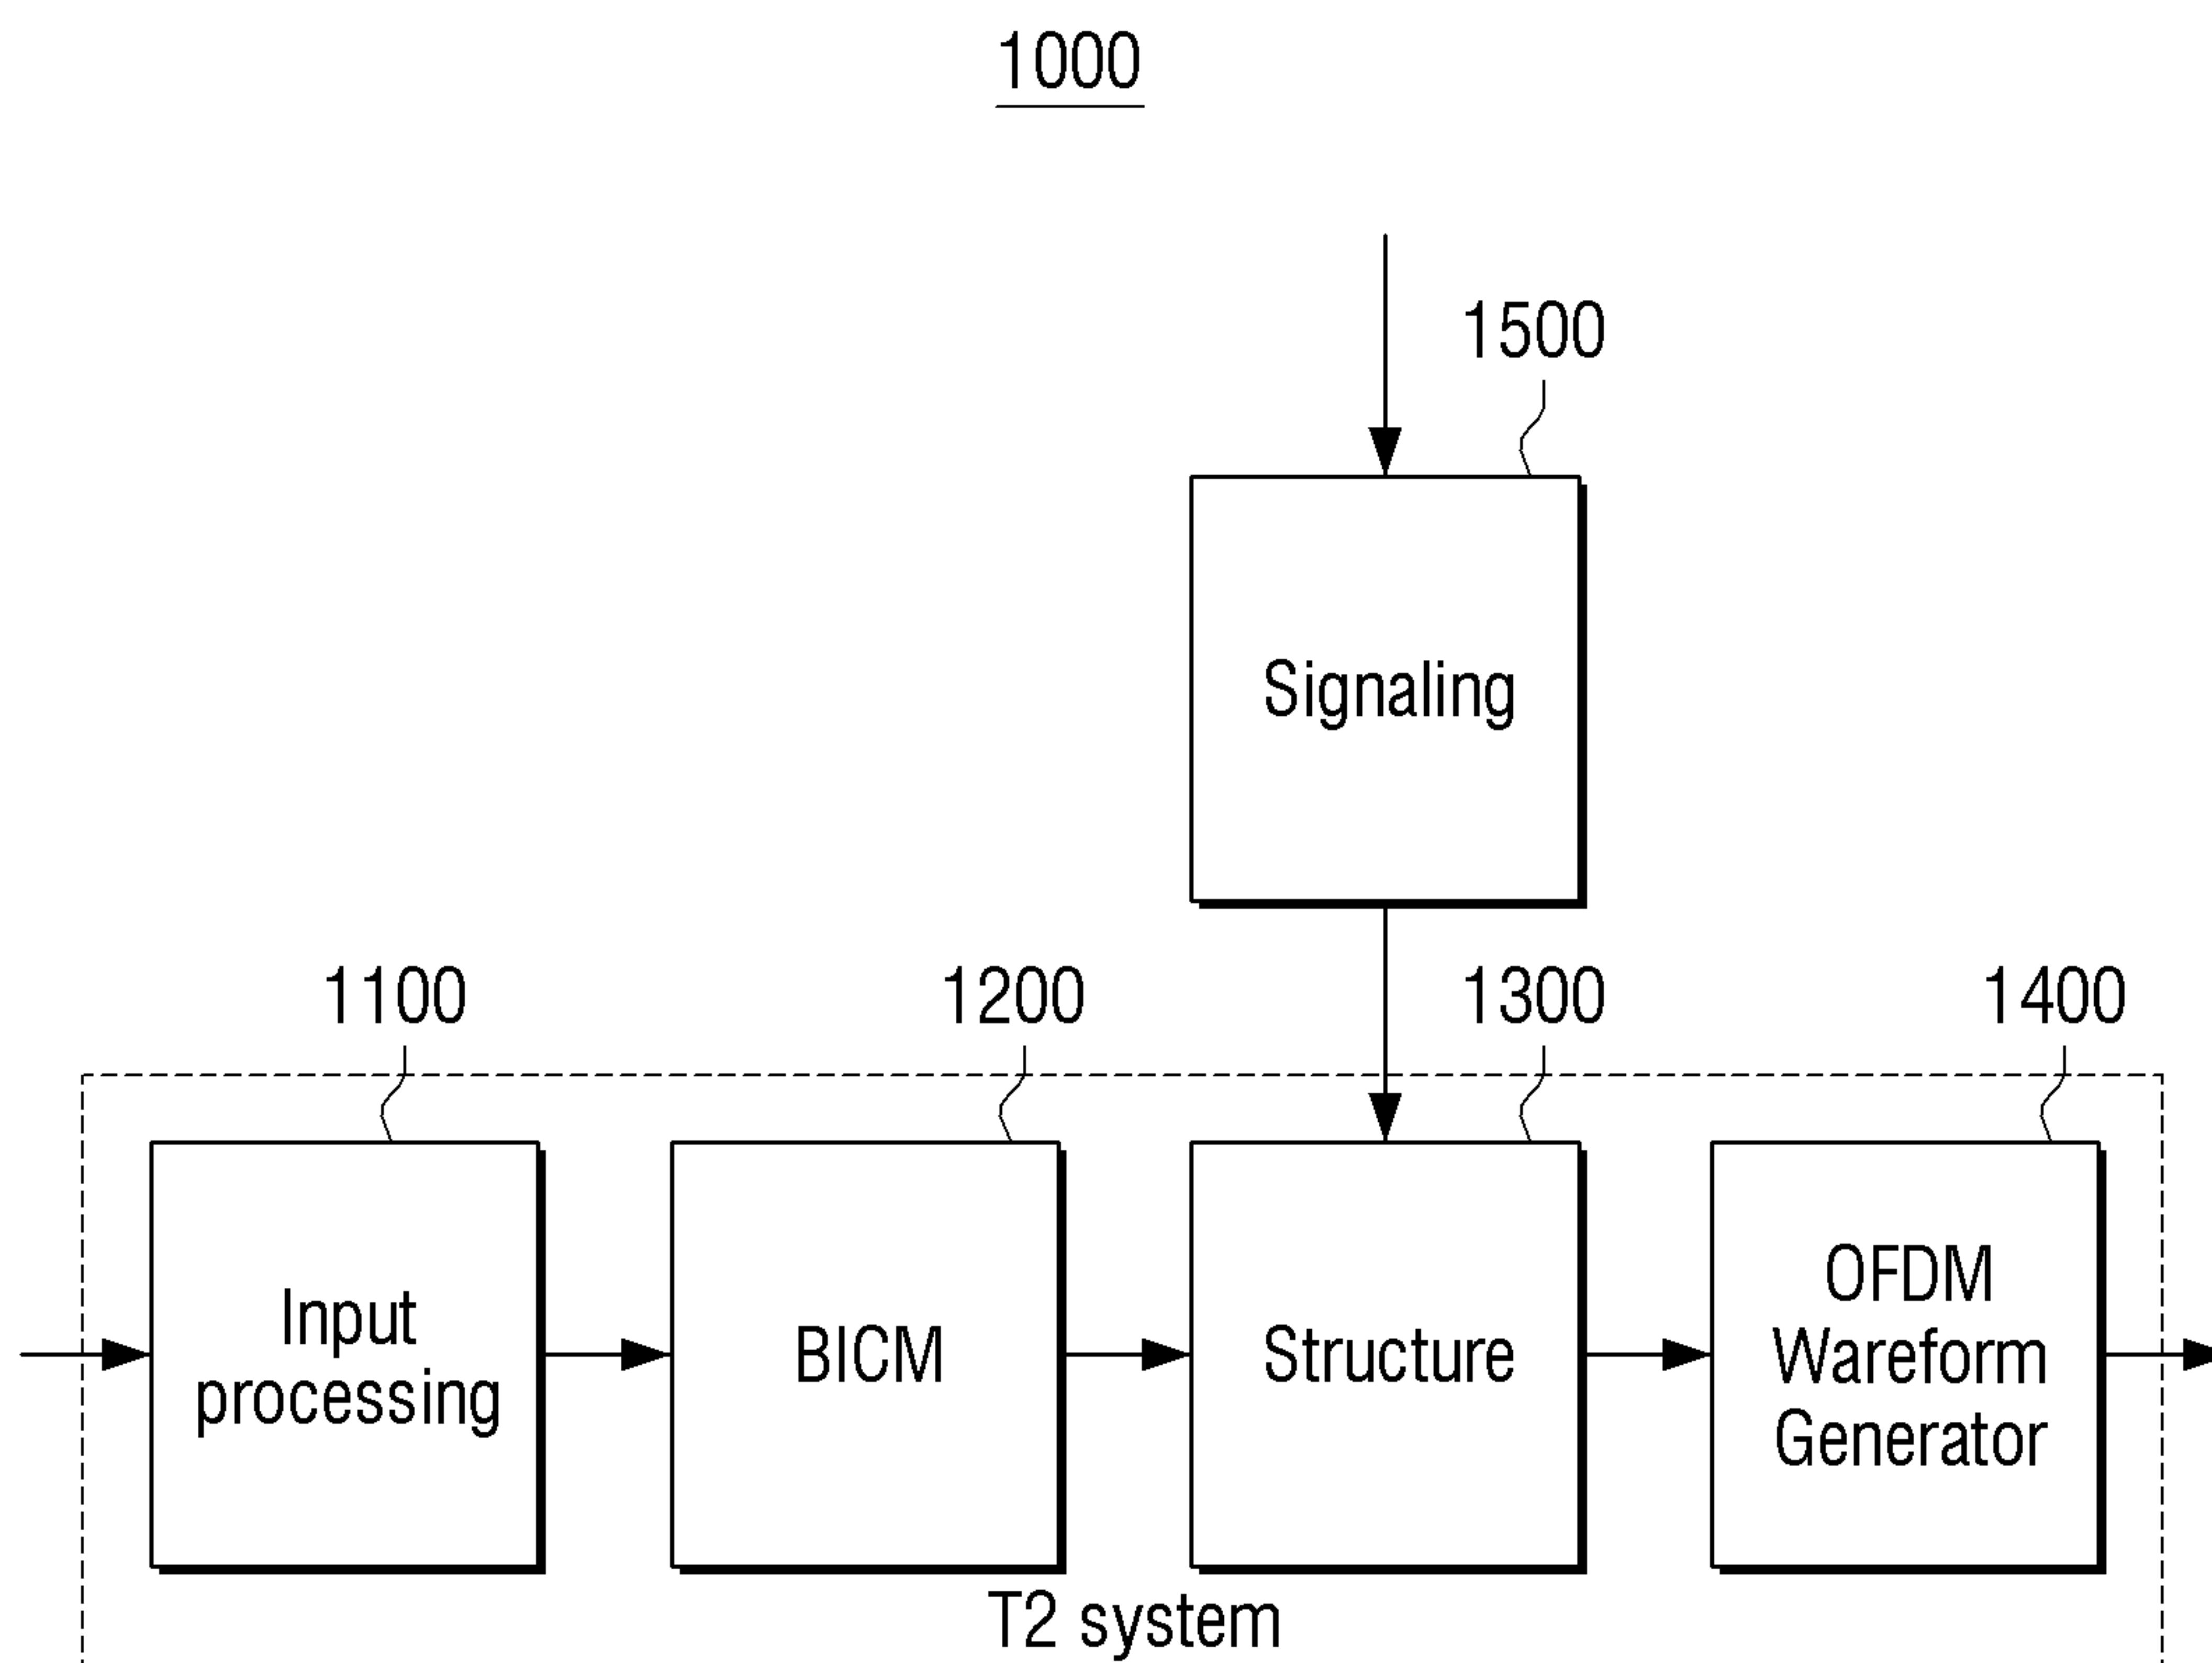 1000
1500
Signaling
1100
1200
1300
1400
Input
processing
BICM
Structure
OFDM
Wareform
Generator
T2 system